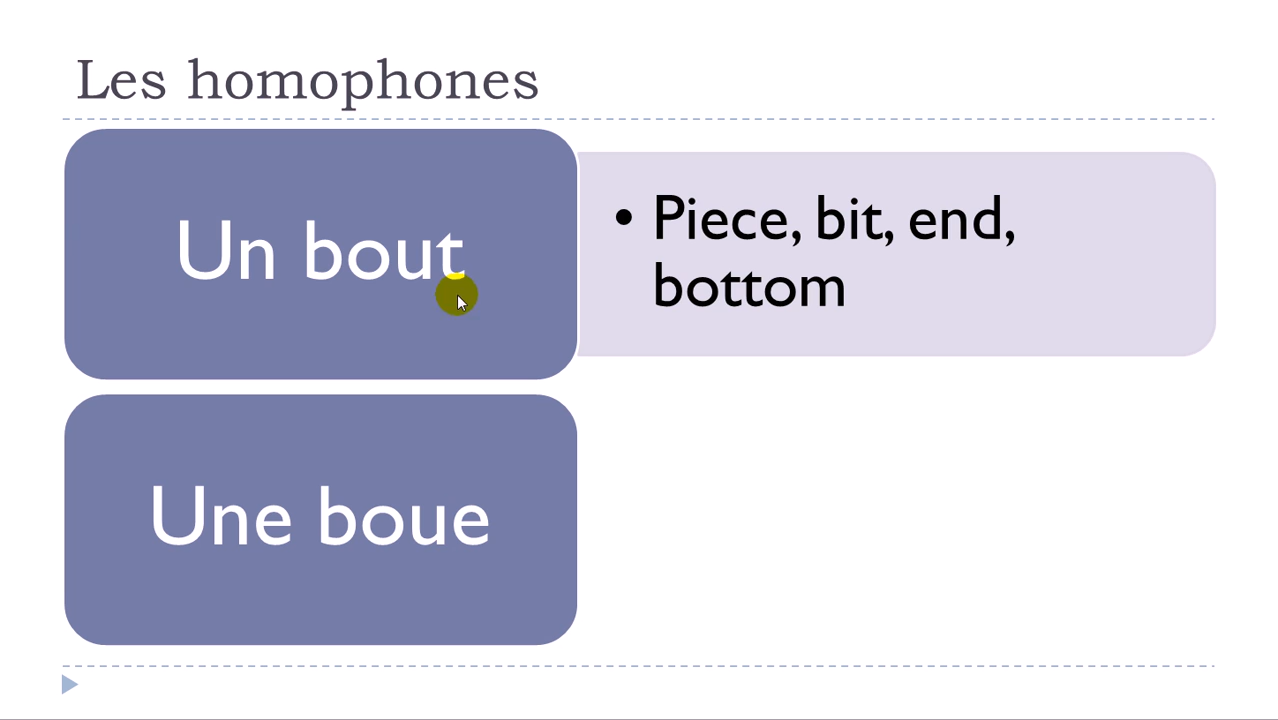 Les homophones
Un bout
• Piece, bit, end,
bottom
Une boue